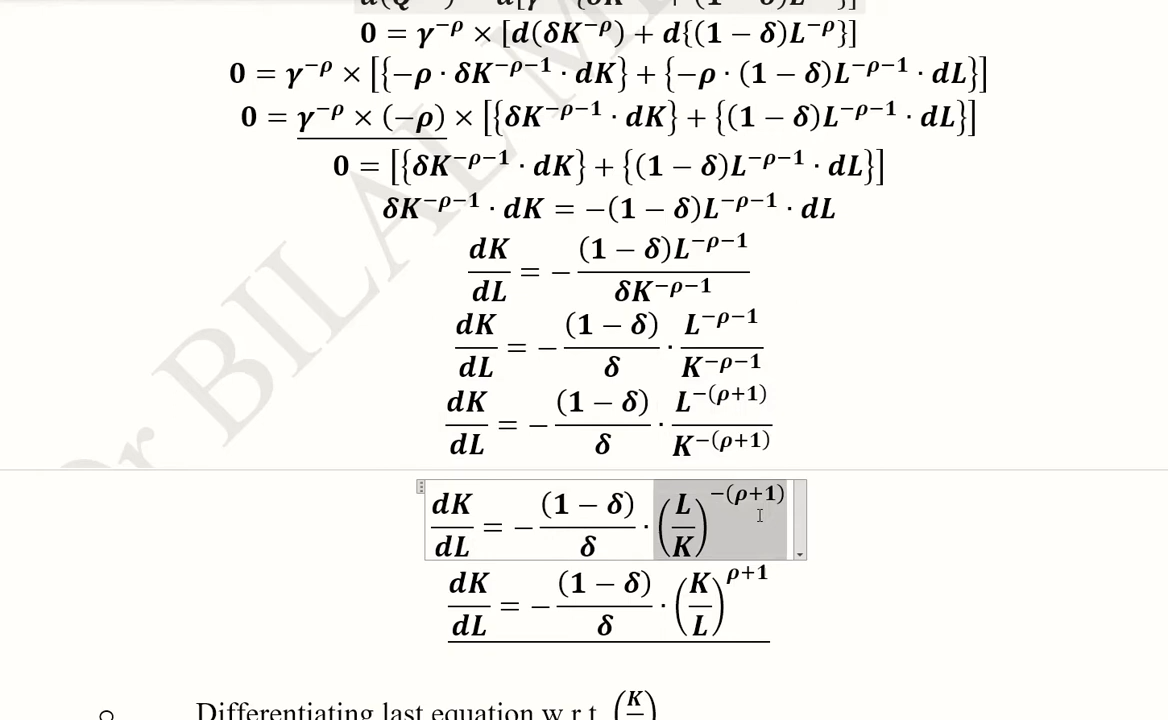 0 = γ^{−ρ} × [d(δK^{−ρ}) + d{(1 − δ)L^{−ρ}}]
0 = γ^{−ρ} × [{−ρ · δK^{−ρ−1} · dK} + {−ρ · (1 − δ)L^{−ρ−1} · dL}]
0 = γ^{−ρ} × (−ρ) × [{δK^{−ρ−1} · dK} + {(1 − δ)L^{−ρ−1} · dL}]
0 = [{δK^{−ρ−1} · dK} + {(1 − δ)L^{−ρ−1} · dL}]
δK^{−ρ−1} · dK = −(1 − δ)L^{−ρ−1} · dL
dK/dL = − (1 − δ)L^{−ρ−1}/δK^{−ρ−1}
dK/dL = − (1 − δ)/δ · L^{−ρ−1}/K^{−ρ−1}
dK/dL = − (1 − δ)/δ · L^{−(ρ+1)}/K^{−(ρ+1)}
dK/dL = − (1 − δ)/δ · (L/K)^{−(ρ+1)}
dK/dL = − (1 − δ)/δ · (K/L)^{ρ+1}
Differentiating last equation w.r.t. (K
BILAL